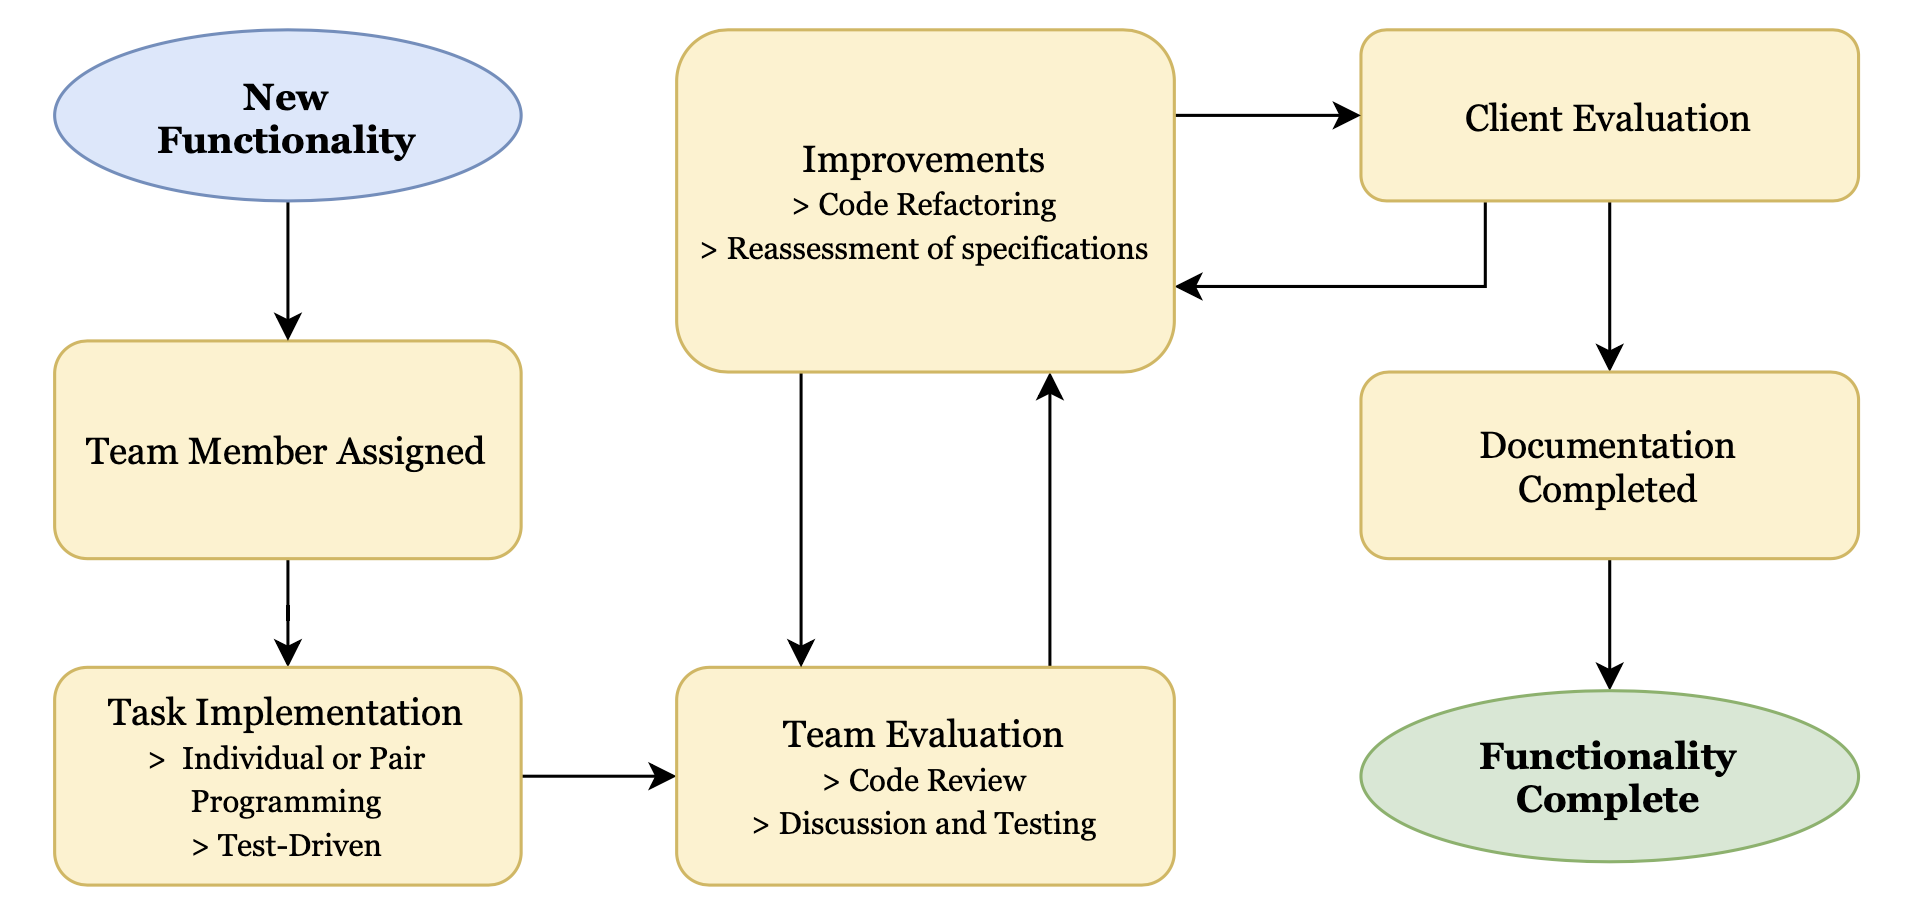 New
Functionality
Team Member Assigned
Task Implementation
> Individual or Pair
Programming
> Test-Driven
Improvements
> Code Refactoring
> Reassessment of specifications
Team Evaluation
> Code Review
> Discussion and Testing
Client Evaluation
Documentation
Completed
Functionality
Complete